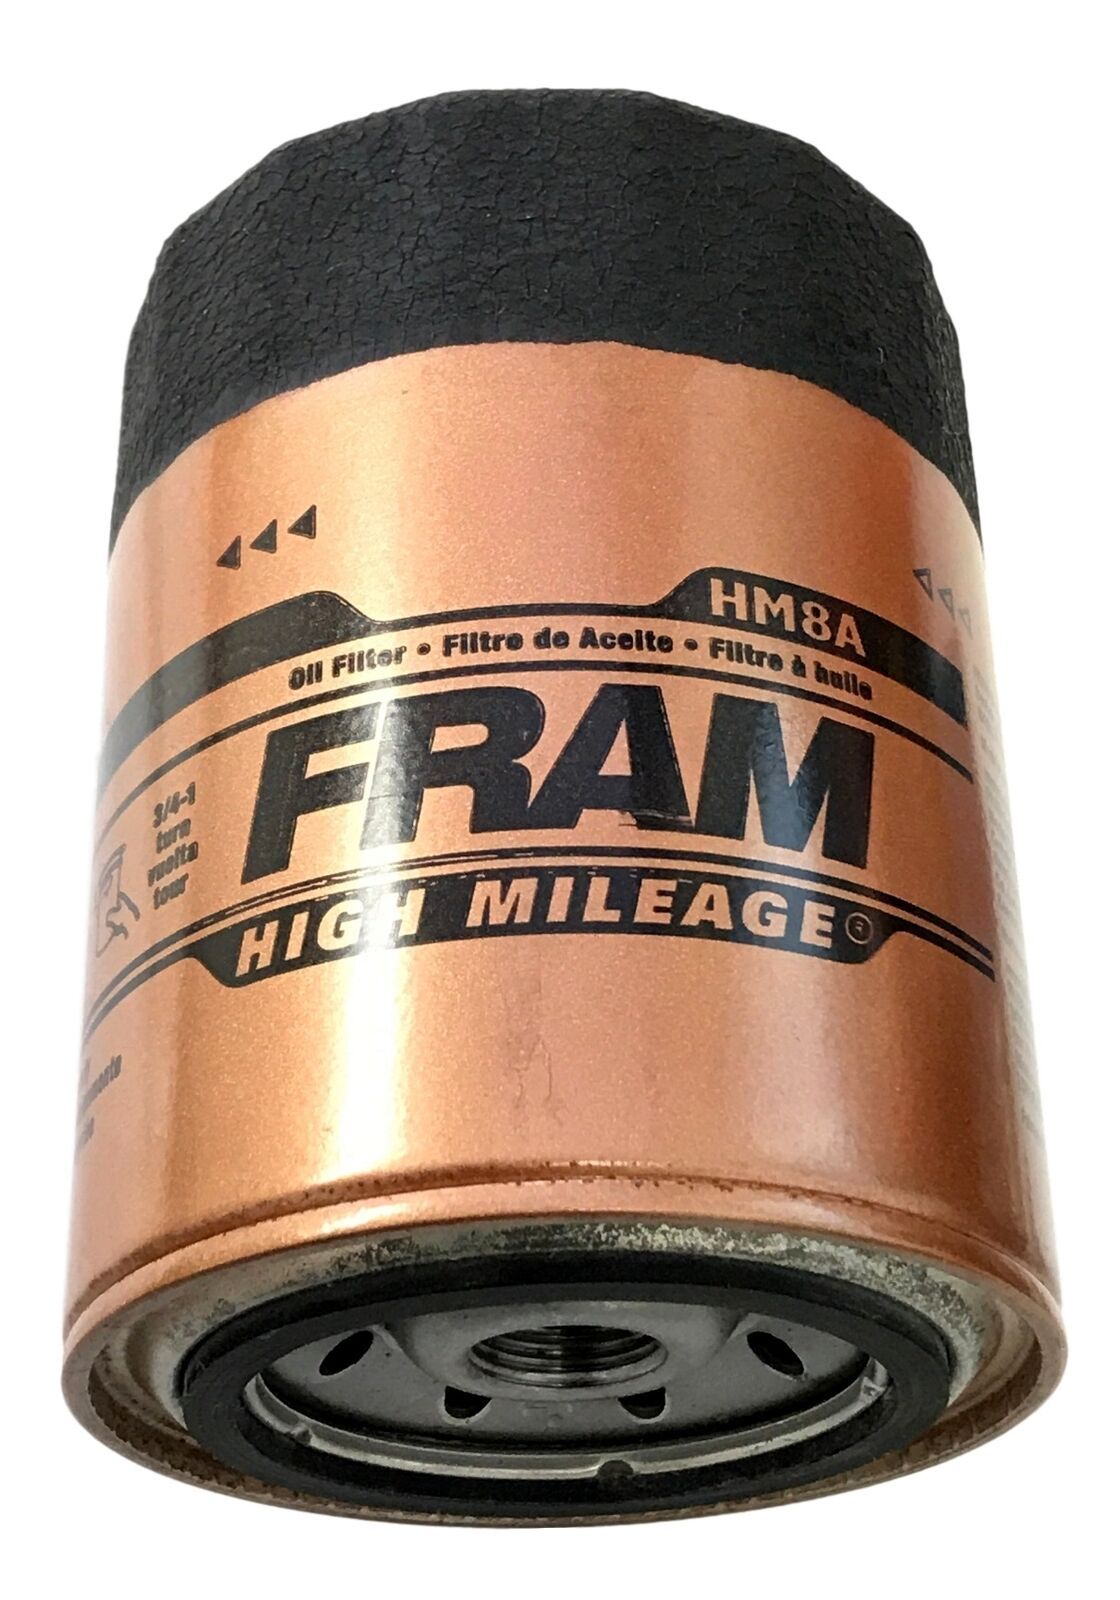 HM8A
Oil Filter • Filtro de Aceite • Filtre à huile
FRAM
HIGH MILEAGE®
3/4-1
turn
vuelta
tour